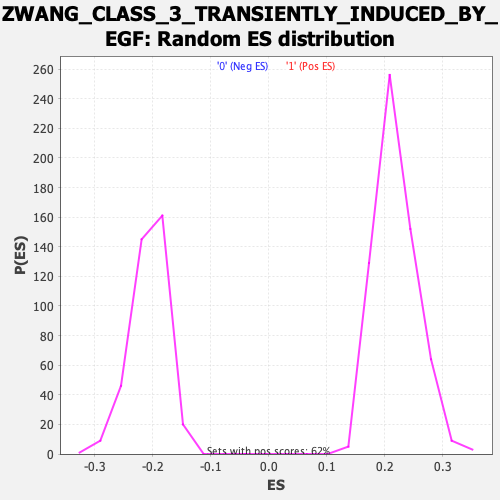 ZWANG_CLASS_3_TRANSIENTLY_INDUCED_BY_
EGF: Random ES distribution
'0' (Neg ES) '1' (Pos ES)
260
240
220
200
180
160
140
120
100
80
60
40
20
0
P(ES)
Sets with pos scores: 62%
-0.3 -0.2 -0.1 0.0 0.1 0.2 0.3
ES